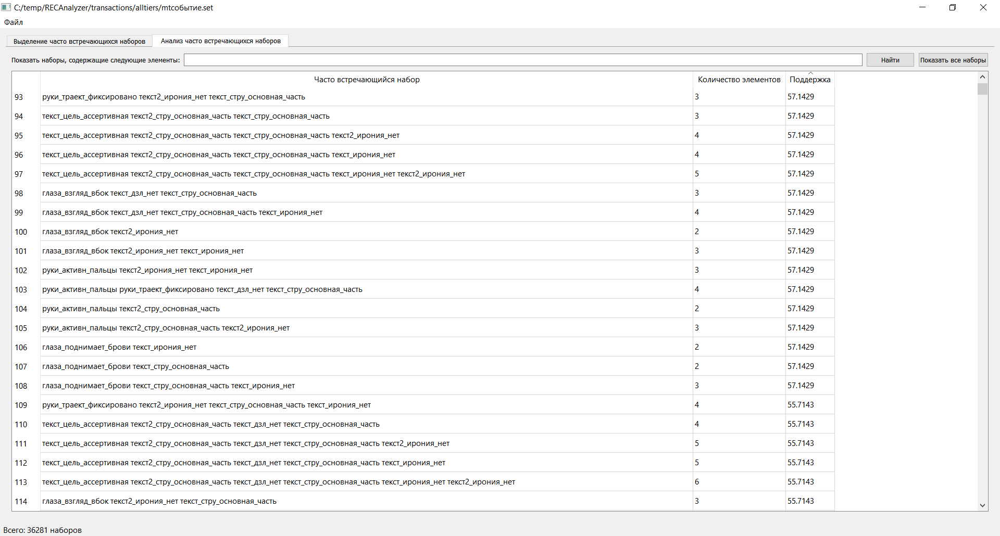 C:/temp/RECAnalyzer/transactions/alltiers/mtсобытие.set
Файл
Выделение часто встречающихся наборов Анализ часто встречающихся наборов
Показать наборы, содержащие следующие элементы: Найти Показать все наборы
Часто встречающийся набор Количество элементов Поддержка
93 руки_траект_фиксировано текст2_ирония_нет текст_стру_основная_часть 3 57.1429
94 текст_цель_ассертивная текст2_стру_основная_часть текст_стру_основная_часть 3 57.1429
95 текст_цель_ассертивная текст2_стру_основная_часть текст_стру_основная_часть текст2_ирония_нет 4 57.1429
96 текст_цель_ассертивная текст2_стру_основная_часть текст_стру_основная_часть текст_ирония_нет 4 57.1429
97 текст_цель_ассертивная текст2_стру_основная_часть текст_стру_основная_часть текст_ирония_нет текст2_ирония_нет 5 57.1429
98 глаза_взгляд_вбок текст_дзл_нет текст_стру_основная_часть 3 57.1429
99 глаза_взгляд_вбок текст_дзл_нет текст_стру_основная_часть текст_ирония_нет 4 57.1429
100 глаза_взгляд_вбок текст2_ирония_нет 2 57.1429
101 глаза_взгляд_вбок текст2_ирония_нет текст_ирония_нет 3 57.1429
102 руки_активн_пальцы текст2_ирония_нет текст_ирония_нет 3 57.1429
103 руки_активн_пальцы руки_траект_фиксировано текст_дзл_нет текст_стру_основная_часть 4 57.1429
104 руки_активн_пальцы текст2_стру_основная_часть 2 57.1429
105 руки_активн_пальцы текст2_стру_основная_часть текст2_ирония_нет 3 57.1429
106 глаза_поднимает_брови текст_ирония_нет 2 57.1429
107 глаза_поднимает_брови текст_стру_основная_часть 2 57.1429
108 глаза_поднимает_брови текст_стру_основная_часть текст_ирония_нет 3 57.1429
109 руки_траект_фиксировано текст2_ирония_нет текст_стру_основная_часть текст_ирония_нет 4 55.7143
110 текст_цель_ассертивная текст2_стру_основная_часть текст_дзл_нет текст_стру_основная_часть 4 55.7143
111 текст_цель_ассертивная текст2_стру_основная_часть текст_дзл_нет текст_стру_основная_часть текст2_ирония_нет 5 55.7143
112 текст_цель_ассертивная текст2_стру_основная_часть текст_дзл_нет текст_стру_основная_часть текст_ирония_нет 5 55.7143
113 текст_цель_ассертивная текст2_стру_основная_часть текст_дзл_нет текст_стру_основная_часть текст_ирония_нет текст2_ирония_нет 6 55.7143
114 глаза_взгляд_вбок текст2_ирония_нет текст_стру_основная_часть 3 55.7143
Всего: 36281 наборов